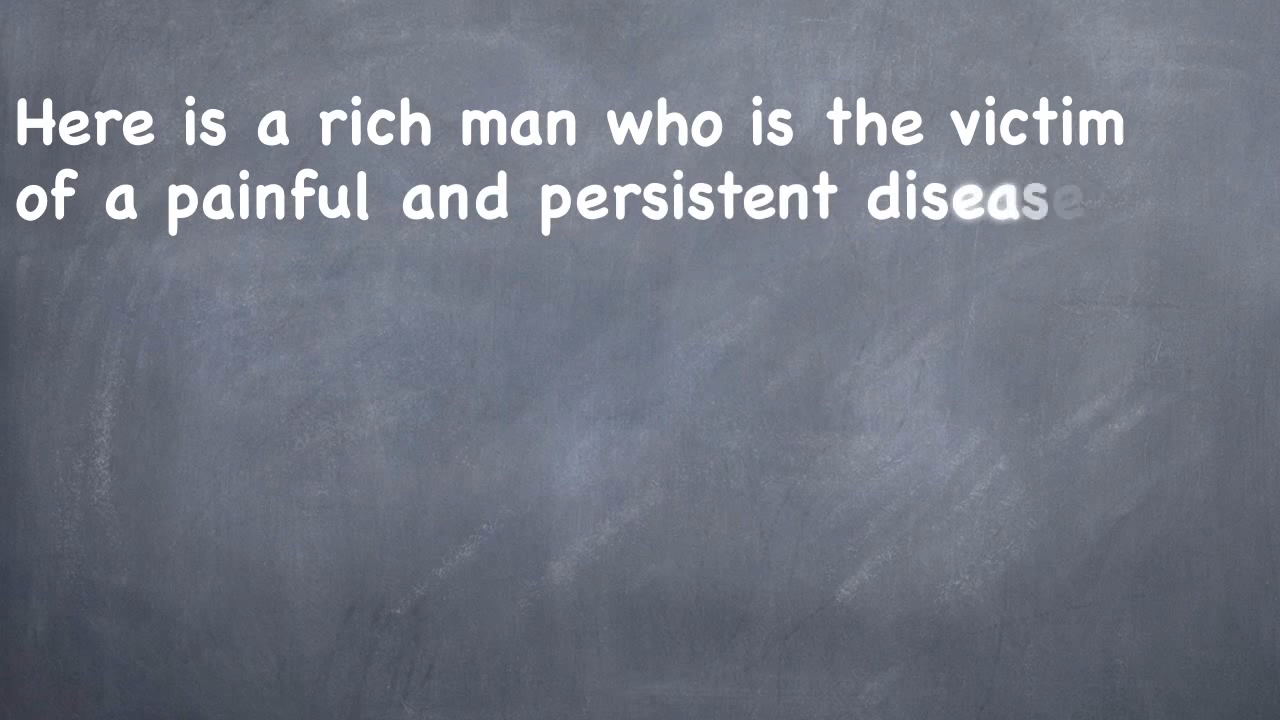 Here is a rich man who is the victim
of a painful and persistent disease